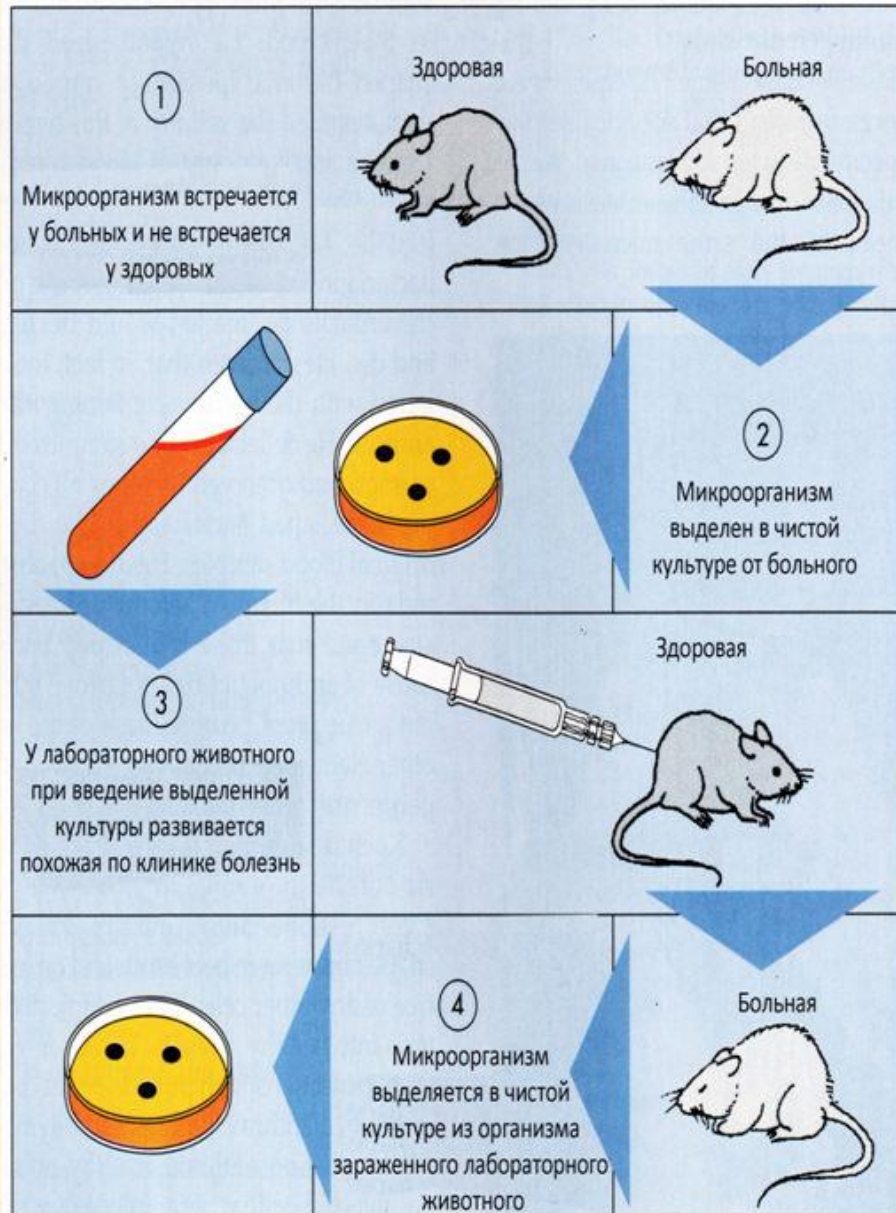 1
Микроорганизм встречается
у больных и не встречается
у здоровых
Здоровая
Больная
2
Микроорганизм
выделен в чистой
культуре от больного
3
У лабораторного животного
при введение выделенной
культуры развивается
похожая по клинике болезнь
Здоровая
4
Микроорганизм
выделяется в чистой
культуре из организма
зараженного лабораторного
животного
Больная